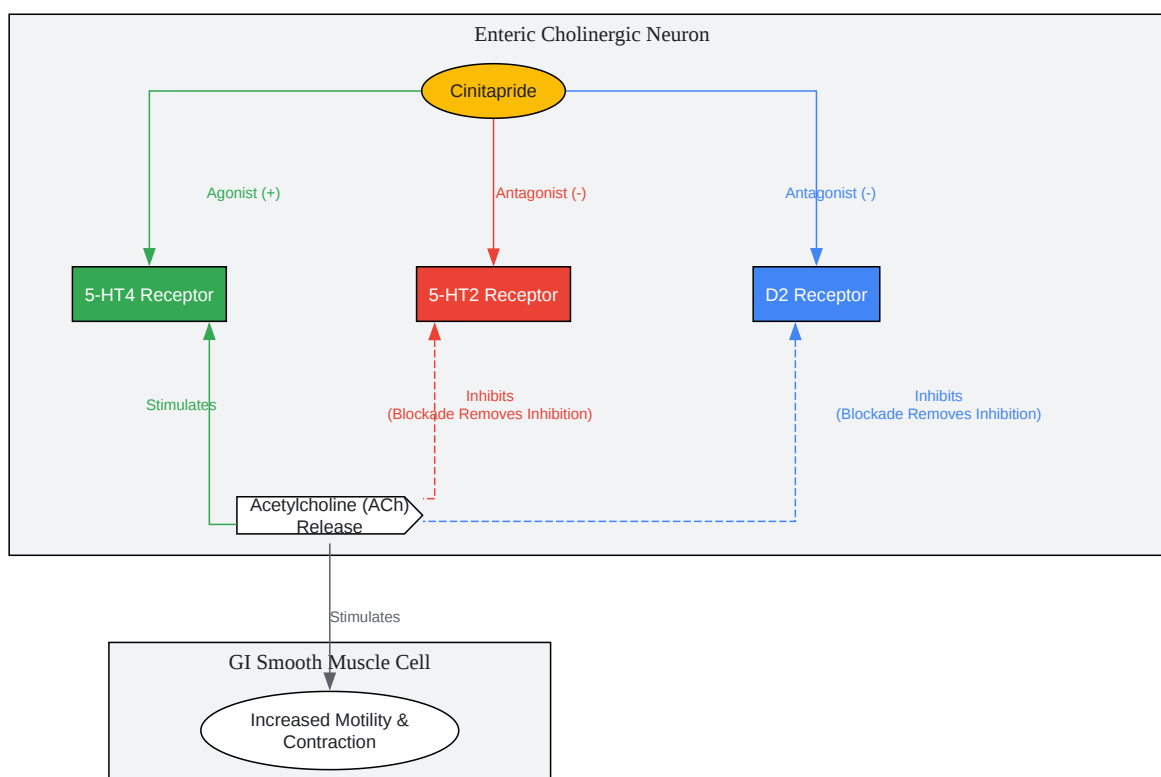 Enteric Cholinergic Neuron
Cinitapride
Agonist (+)
Antagonist (-)
Antagonist (-)
5-HT4 Receptor
5-HT2 Receptor
D2 Receptor
Stimulates
Inhibits
(Blockade Removes Inhibition)
Inhibits
(Blockade Removes Inhibition)
Acetylcholine (ACh)
Release
Stimulates
GI Smooth Muscle Cell
Increased Motility &
Contraction